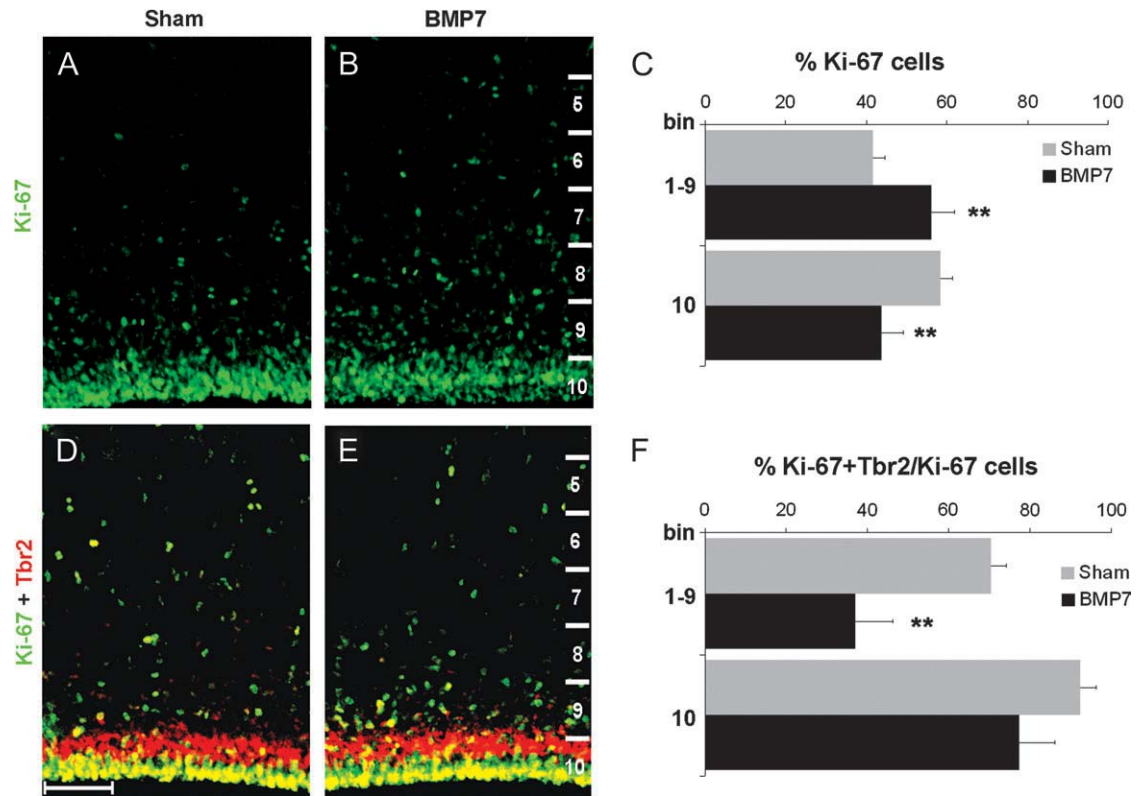 Sham BMP7
A B C
% Ki-67 cells
0 20 40 60 80 100
bin
5
6
7
8
9
10
Ki-67
Sham
BMP7
1-9
**
10
**
D E F
% Ki-67+Tbr2/Ki-67 cells
0 20 40 60 80 100
bin
5
6
7
8
9
10
Ki-67 + Tbr2
Sham
BMP7
1-9
**
10